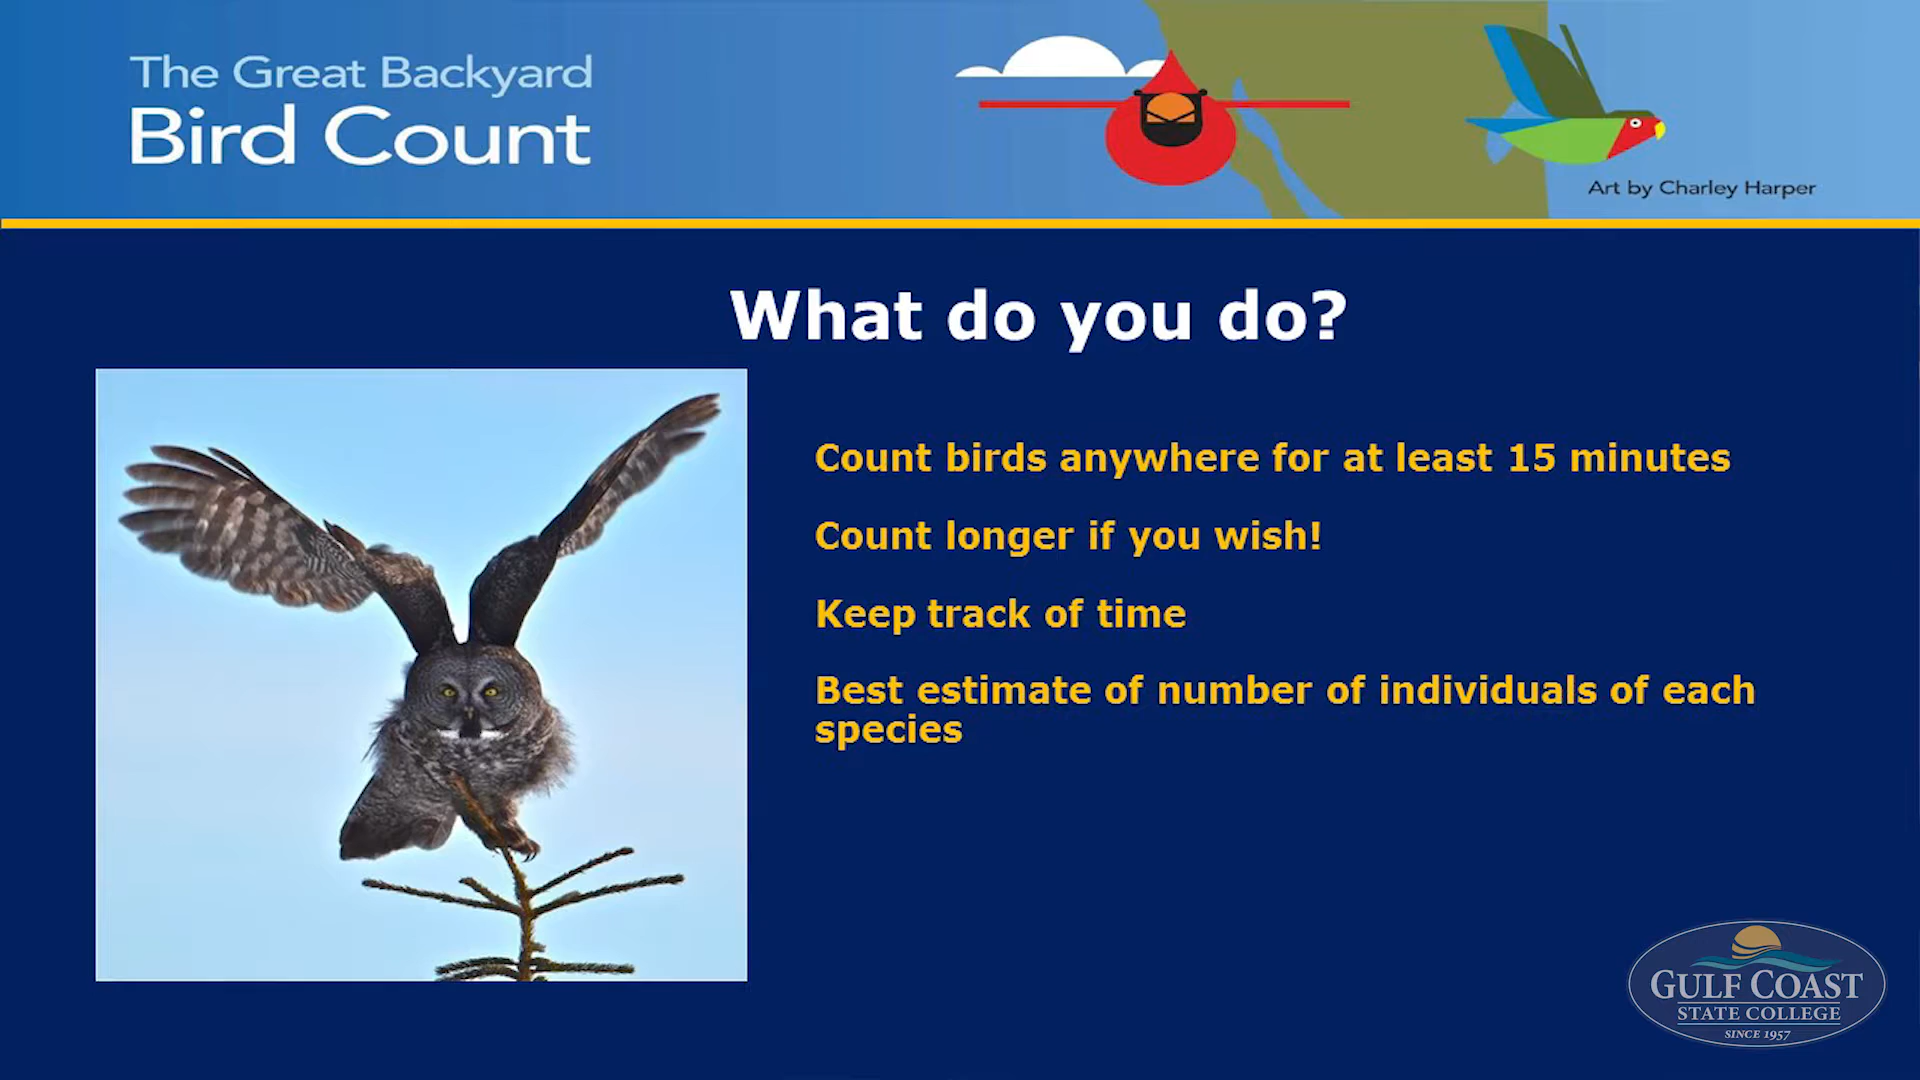 The Great Backyard
Bird Count
Art by Charley Harper
What do you do?
Count birds anywhere for at least 15 minutes
Count longer if you wish!
Keep track of time
Best estimate of number of individuals of each
species
GULF COAST
STATE COLLEGE
SINCE 1957